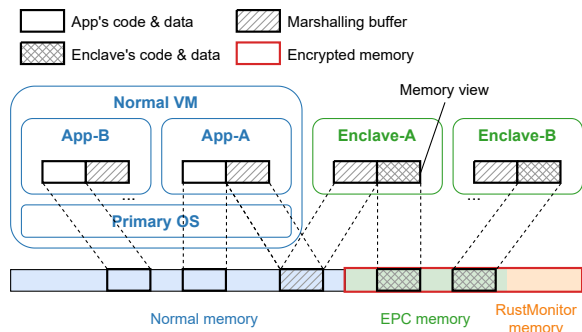 App's code & data
Marshalling buffer
Enclave's code & data
Encrypted memory
Memory view
Normal VM
App-B
App-A
Enclave-A
Enclave-B
...
...
Primary OS
Normal memory
EPC memory
RustMonitor
memory